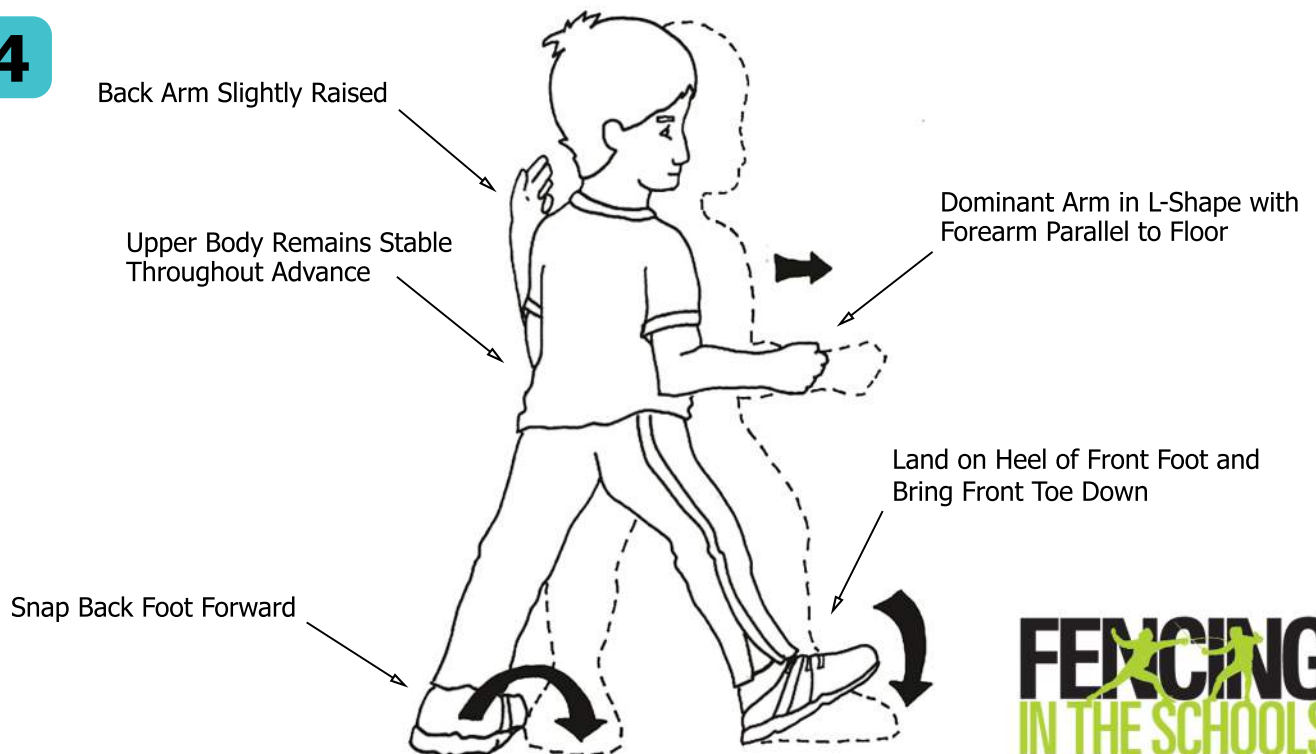 4
Back Arm Slightly Raised
Upper Body Remains Stable
Throughout Advance
Dominant Arm in L-Shape with
Forearm Parallel to Floor
Land on Heel of Front Foot and
Bring Front Toe Down
Snap Back Foot Forward
FENCING
IN THE SCHOOLS